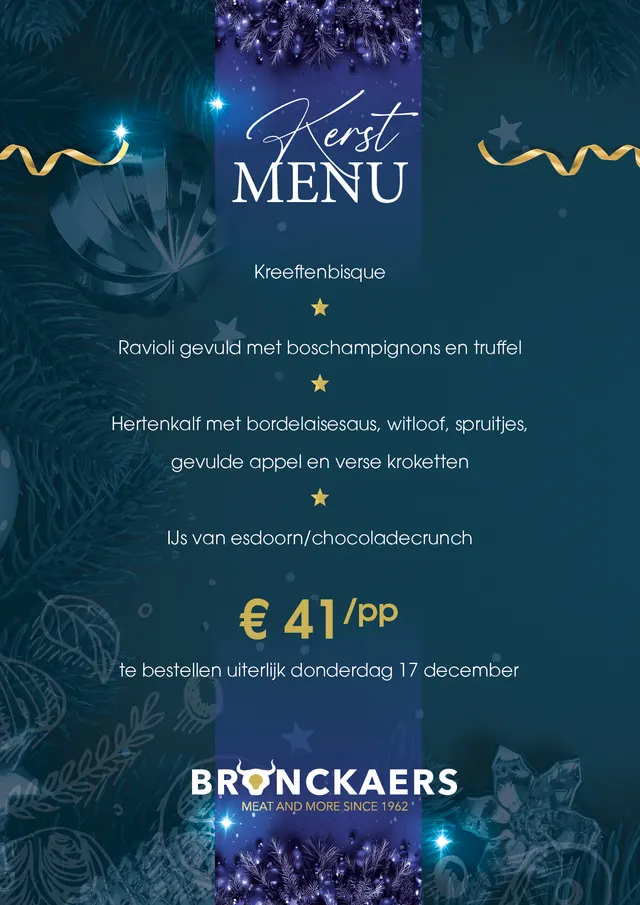 Kerst
MENU
Kreeftenbisque
Ravioli gevuld met boschampignons en truffel
Hertenkalf met bordelaisesaus, witloof, spruitjes,
gevulde appel en verse kroketten
IJs van esdoorn/chocoladecrunch
€ 41/pp
te bestellen uiterlijk donderdag 17 december
BRONCKAERS
MEAT AND MORE SINCE 1962